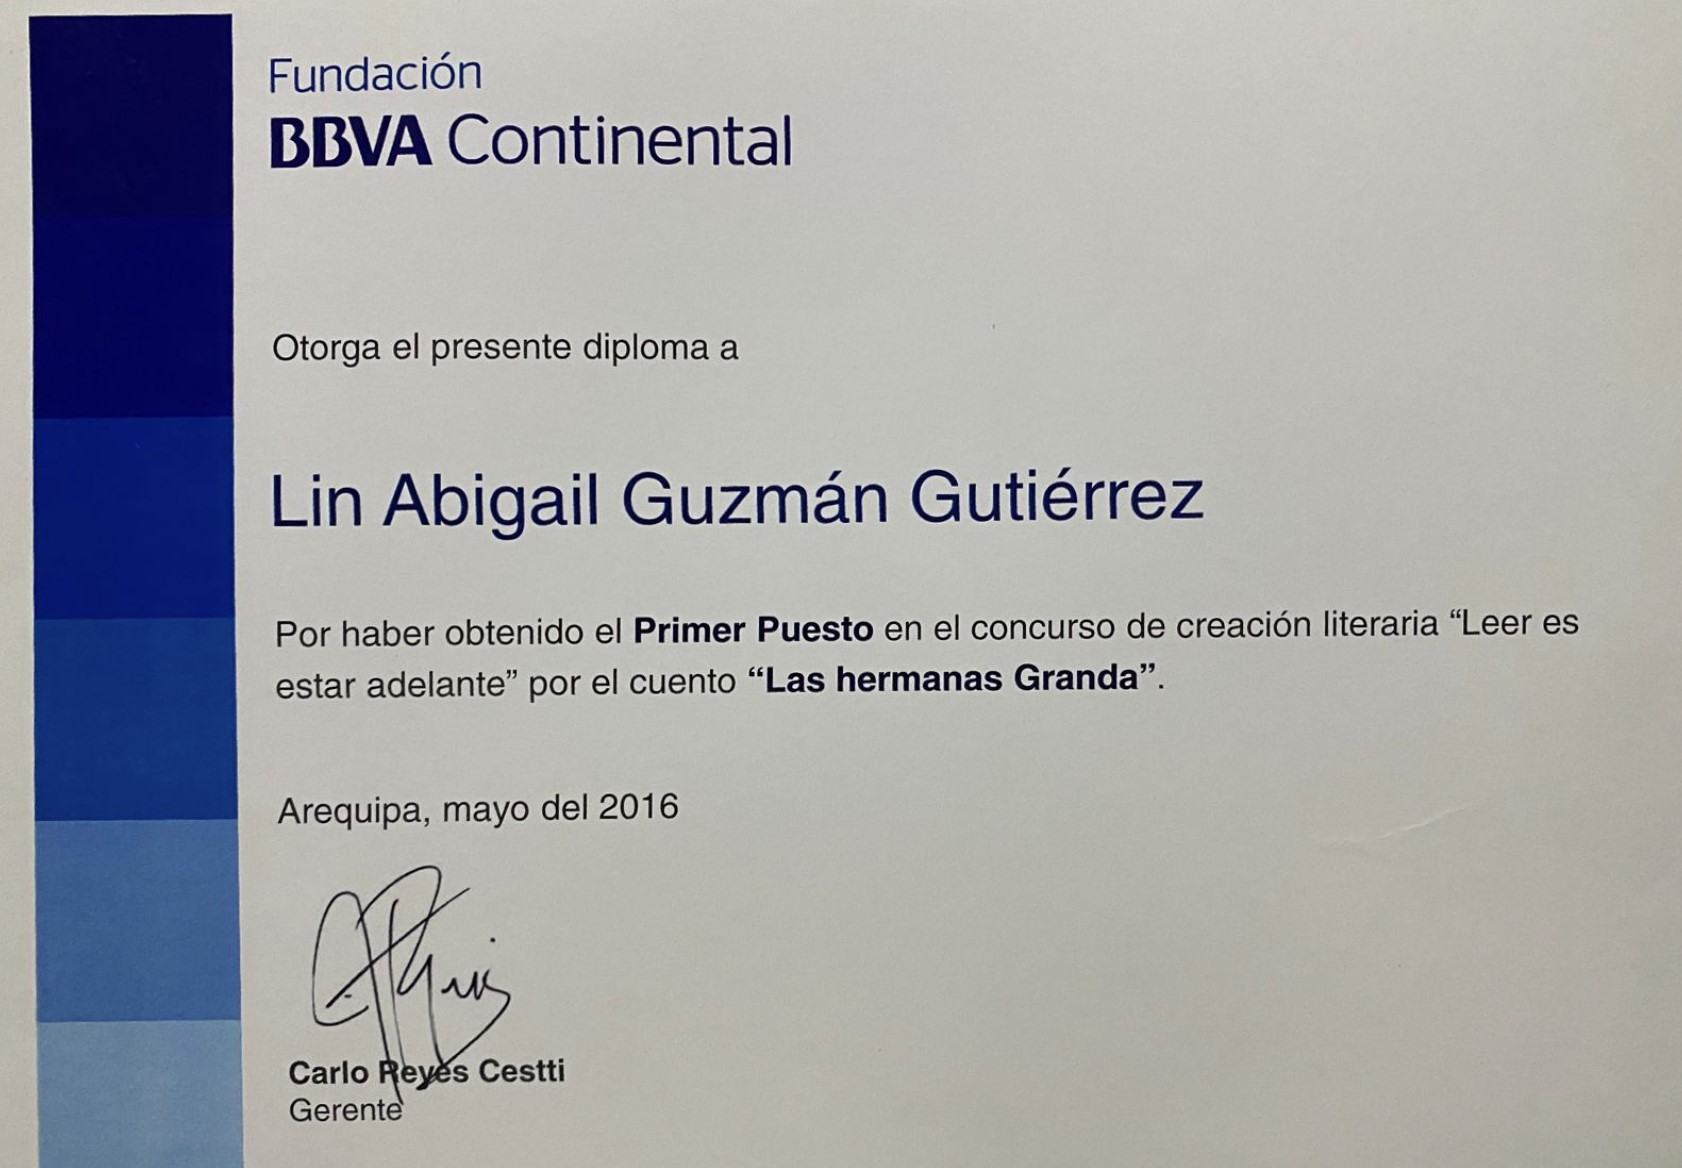 Fundación
BBVA Continental
Otorga el presente diploma a
Lin Abigail Guzmán Gutiérrez
Por haber obtenido el Primer Puesto en el concurso de creación literaria “Leer es
estar adelante” por el cuento “Las hermanas Granda”.
Arequipa, mayo del 2016
Carlo Reyes Cestti
Gerente